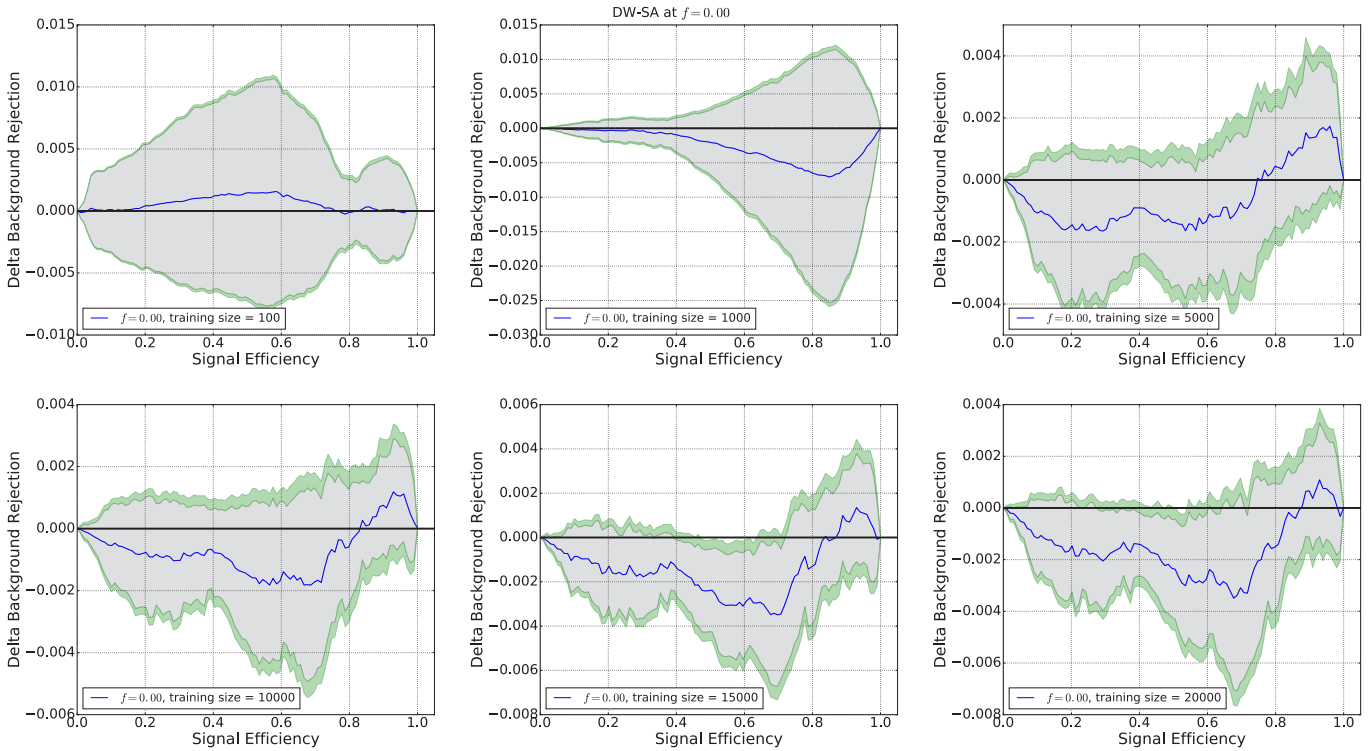 DW-SA at f = 0.00
0.015
0.010
0.005
0.000
−0.005
−0.010
Delta Background Rejection
f = 0.00, training size = 100
0.0 0.2 0.4 0.6 0.8 1.0
Signal Efficiency
0.015
0.010
0.005
0.000
−0.005
−0.010
−0.015
−0.020
−0.025
−0.030
Delta Background Rejection
f = 0.00, training size = 1000
0.0 0.2 0.4 0.6 0.8 1.0
Signal Efficiency
0.004
0.002
0.000
−0.002
−0.004
Delta Background Rejection
f = 0.00, training size = 5000
0.0 0.2 0.4 0.6 0.8 1.0
Signal Efficiency
0.004
0.002
0.000
−0.002
−0.004
−0.006
Delta Background Rejection
f = 0.00, training size = 10000
0.0 0.2 0.4 0.6 0.8 1.0
Signal Efficiency
0.006
0.004
0.002
0.000
−0.002
−0.004
−0.006
−0.008
Delta Background Rejection
f = 0.00, training size = 15000
0.0 0.2 0.4 0.6 0.8 1.0
Signal Efficiency
0.004
0.002
0.000
−0.002
−0.004
−0.006
−0.008
Delta Background Rejection
f = 0.00, training size = 20000
0.0 0.2 0.4 0.6 0.8 1.0
Signal Efficiency